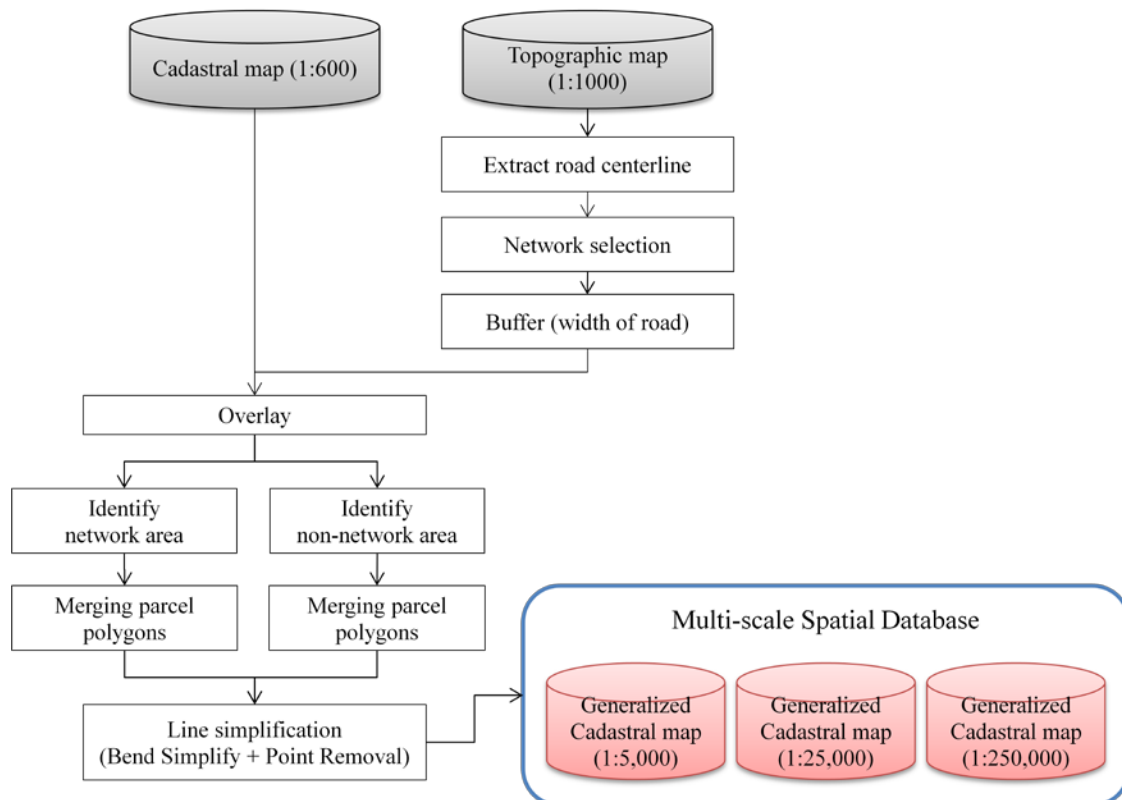 Cadastral map (1:600)
Topographic map
(1:1000)
Extract road centerline
Network selection
Buffer (width of road)
Overlay
Identify
network area
Identify
non-network area
Merging parcel
polygons
Merging parcel
polygons
Line simplification
(Bend Simplify + Point Removal)
Multi-scale Spatial Database
Generalized
Cadastral map
(1:5,000)
Generalized
Cadastral map
(1:25,000)
Generalized
Cadastral map
(1:250,000)